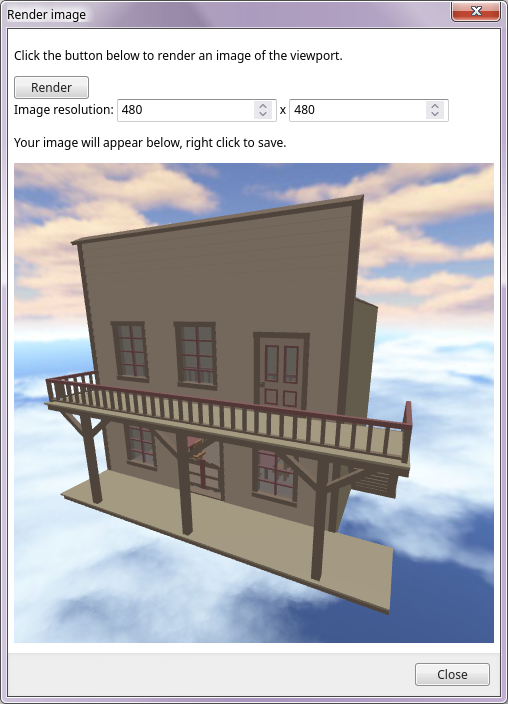 Render image
Click the button below to render an image of the viewport.
Render
Image resolution: 480 x 480
Your image will appear below, right click to save.
Close